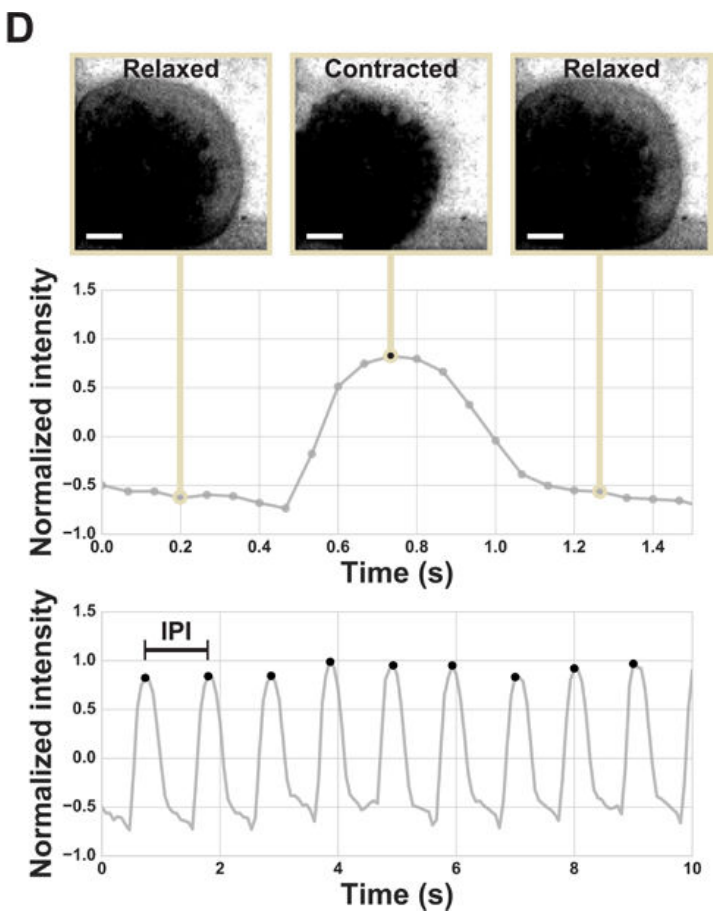 D
Relaxed Contracted Relaxed
Normalized intensity
1.5
1.0
0.5
0.0
−0.5
−1.0
0.0 0.2 0.4 0.6 0.8 1.0 1.2 1.4
Time (s)
Normalized intensity
1.5
1.0
0.5
0.0
−0.5
−1.0
IPI
0 2 4 6 8 10
Time (s)